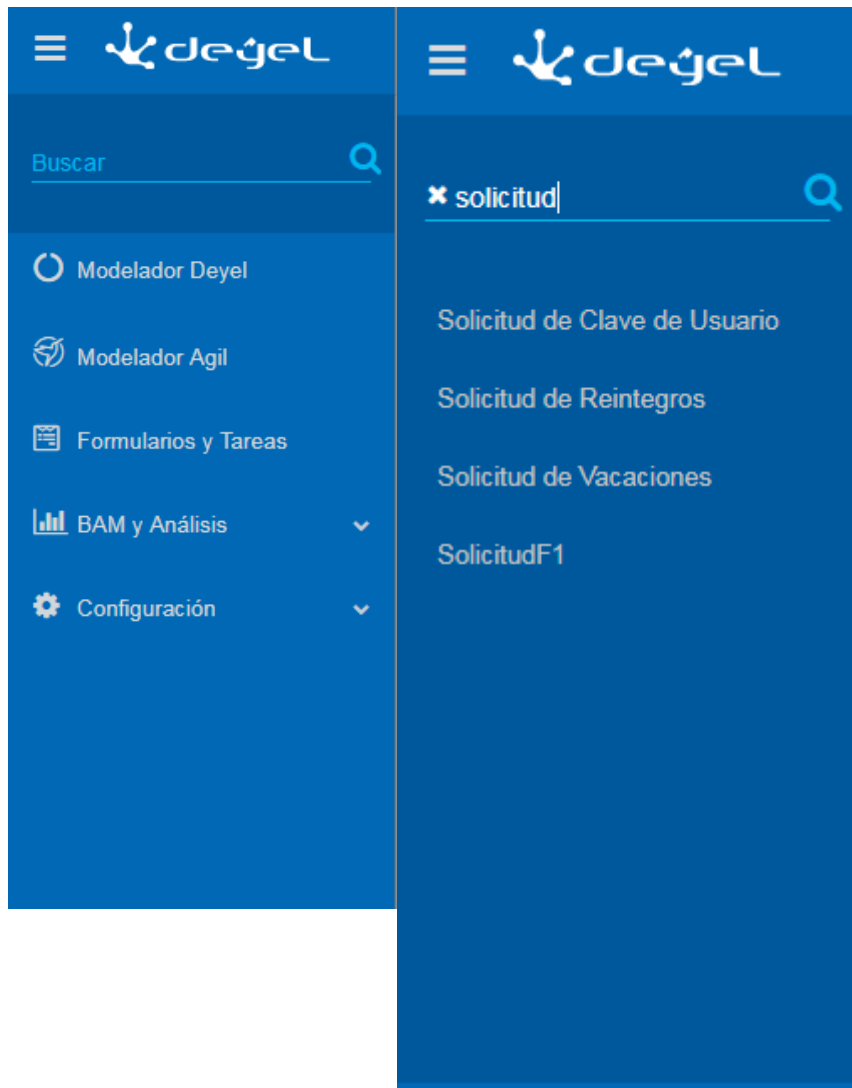 deyel
Buscar
Modelador Deyel
Modelador Agil
Formularios y Tareas
BAM y Análisis
Configuración
deyel
solicitud
Solicitud de Clave de Usuario
Solicitud de Reintegros
Solicitud de Vacaciones
SolicitudF1